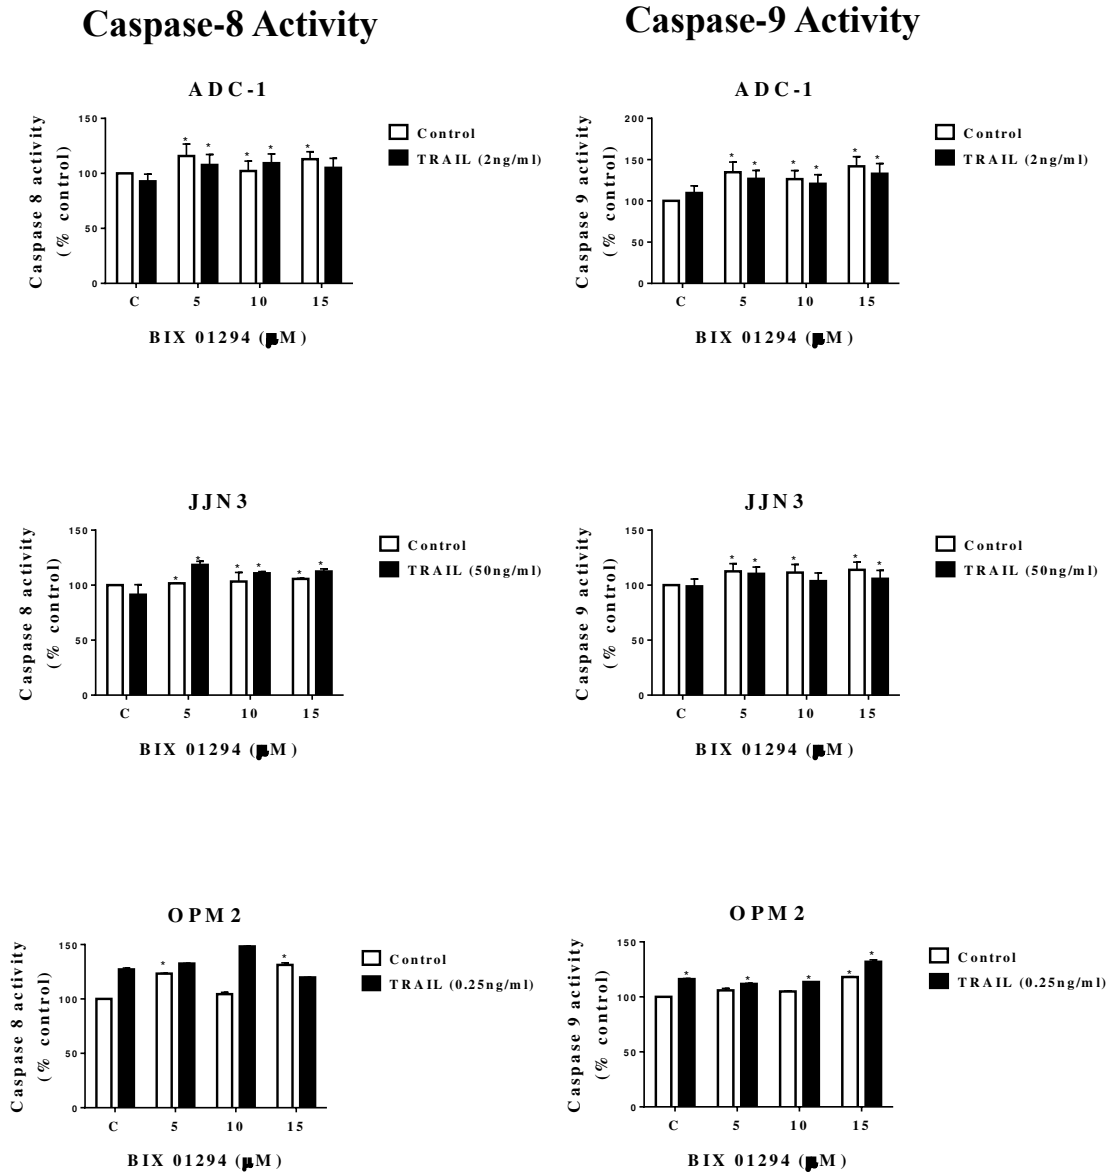 Caspase-8 Activity
Caspase-9 Activity
ADC-1
Caspase 8 activity
(% control)
150
100
50
0
* * * * *
C 5 10 15
BIX 01294 (μM)
Control
TRAIL (2ng/ml)
ADC-1
Caspase 9 activity
(% control)
200
150
100
50
0
* * * * * *
C 5 10 15
BIX 01294 (μM)
Control
TRAIL (2ng/ml)
JJN3
Caspase 8 activity
(% control)
150
100
50
0
* * * * * *
C 5 10 15
BIX 01294 (μM)
Control
TRAIL (50ng/ml)
JJN3
Caspase 9 activity
(% control)
150
100
50
0
* * * * *
C 5 10 15
BIX 01294 (μM)
Control
TRAIL (50ng/ml)
OPM2
Caspase 8 activity
(% control)
150
100
50
0
* *
C 5 10 15
BIX 01294 (μM)
Control
TRAIL (0.25ng/ml)
OPM2
Caspase 9 activity
(% control)
150
100
50
0
* * * * *
C 5 10 15
BIX 01294 (μM)
Control
TRAIL (0.25ng/ml)